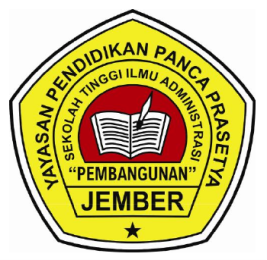 YAYASAN PENDIDIKAN PANCA PRASETYA
SEKOLAH TINGGI ILMU ADMINISTRASI
"PEMBANGUNAN"
JEMBER